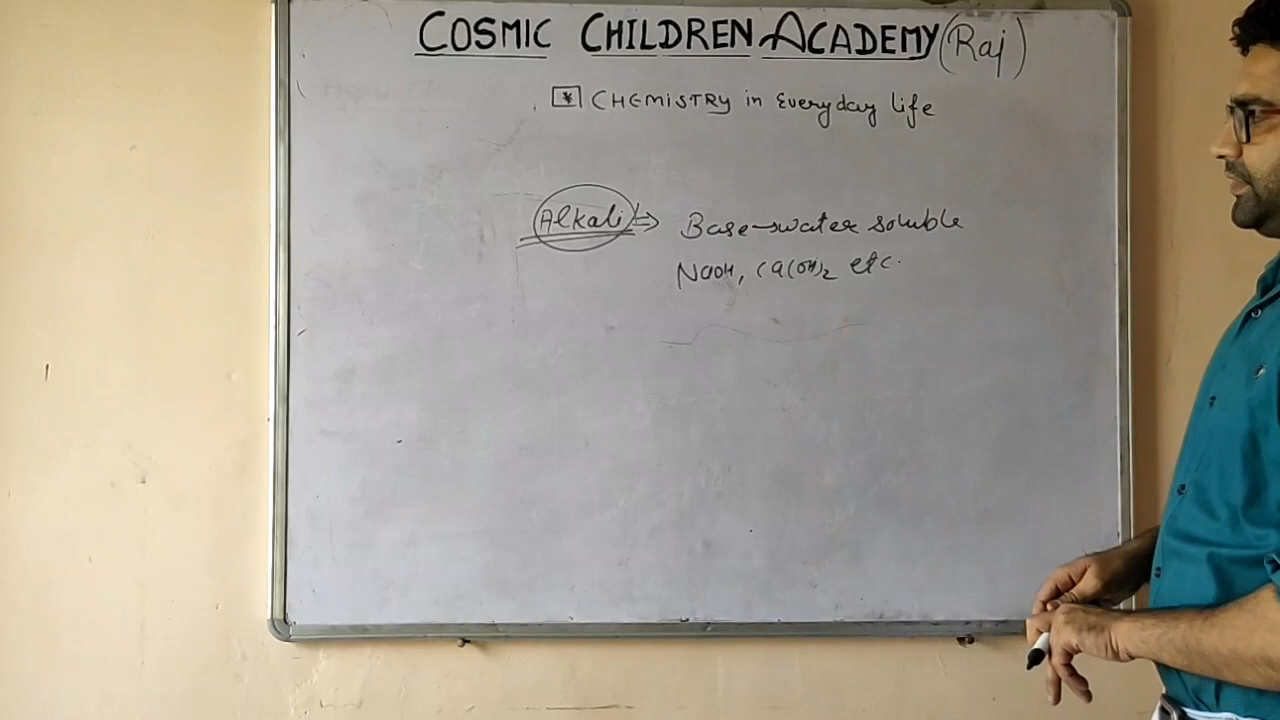 COSMIC CHILDREN ACADEMY (Raj)
* CHEMISTRY in Everyday life
Alkali ⇒ Base-water soluble
NaOH, Ca(OH)₂ etc.